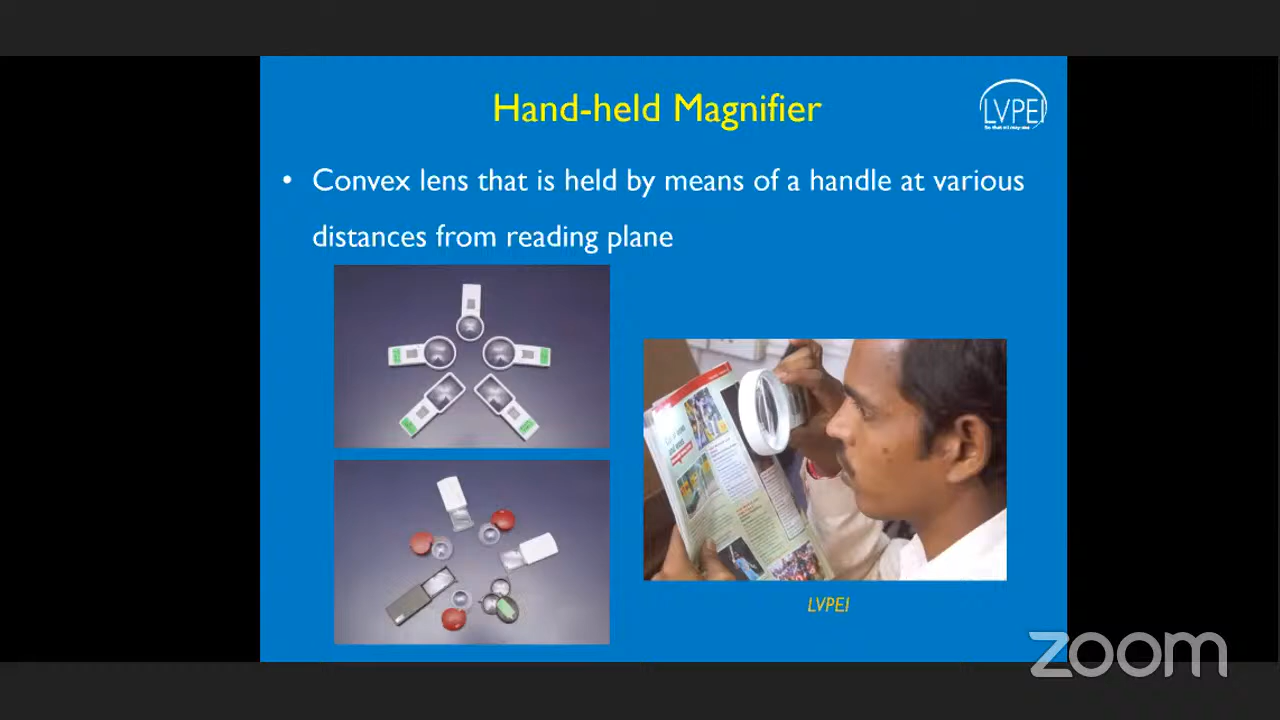 Hand-held Magnifier
LVPEI
• Convex lens that is held by means of a handle at various
distances from reading plane
LVPEI
zoom